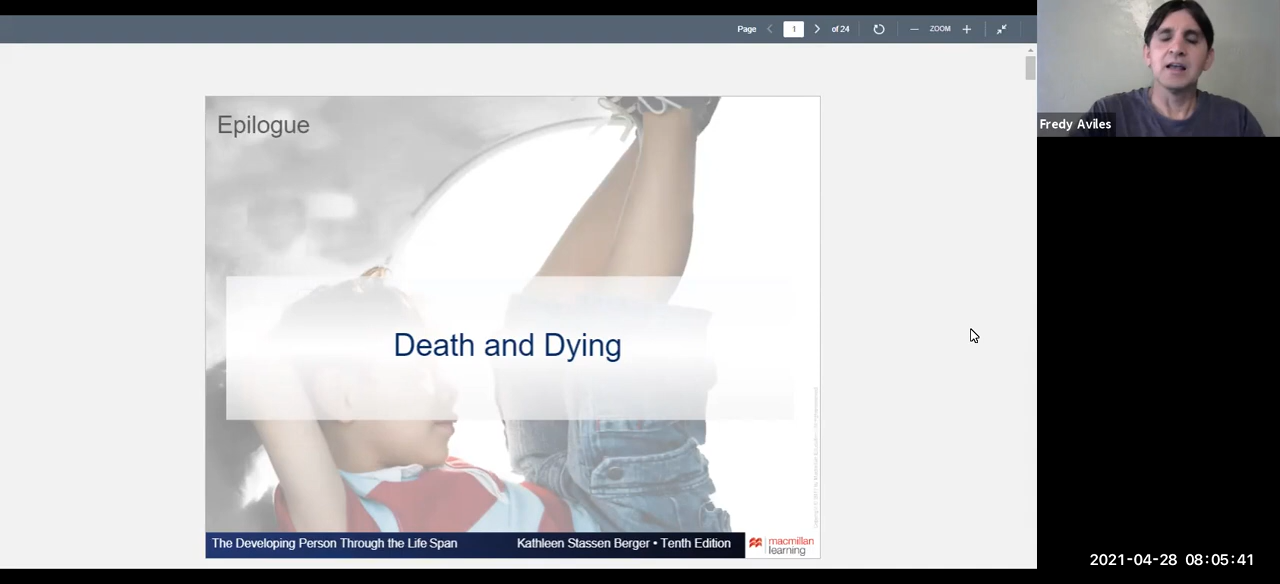 Page 1 of 24 ZOOM
Fredy Aviles
Epilogue
Death and Dying
The Developing Person Through the Life Span
Kathleen Stassen Berger • Tenth Edition
macmillan
learning
2021-04-28 08:05:41